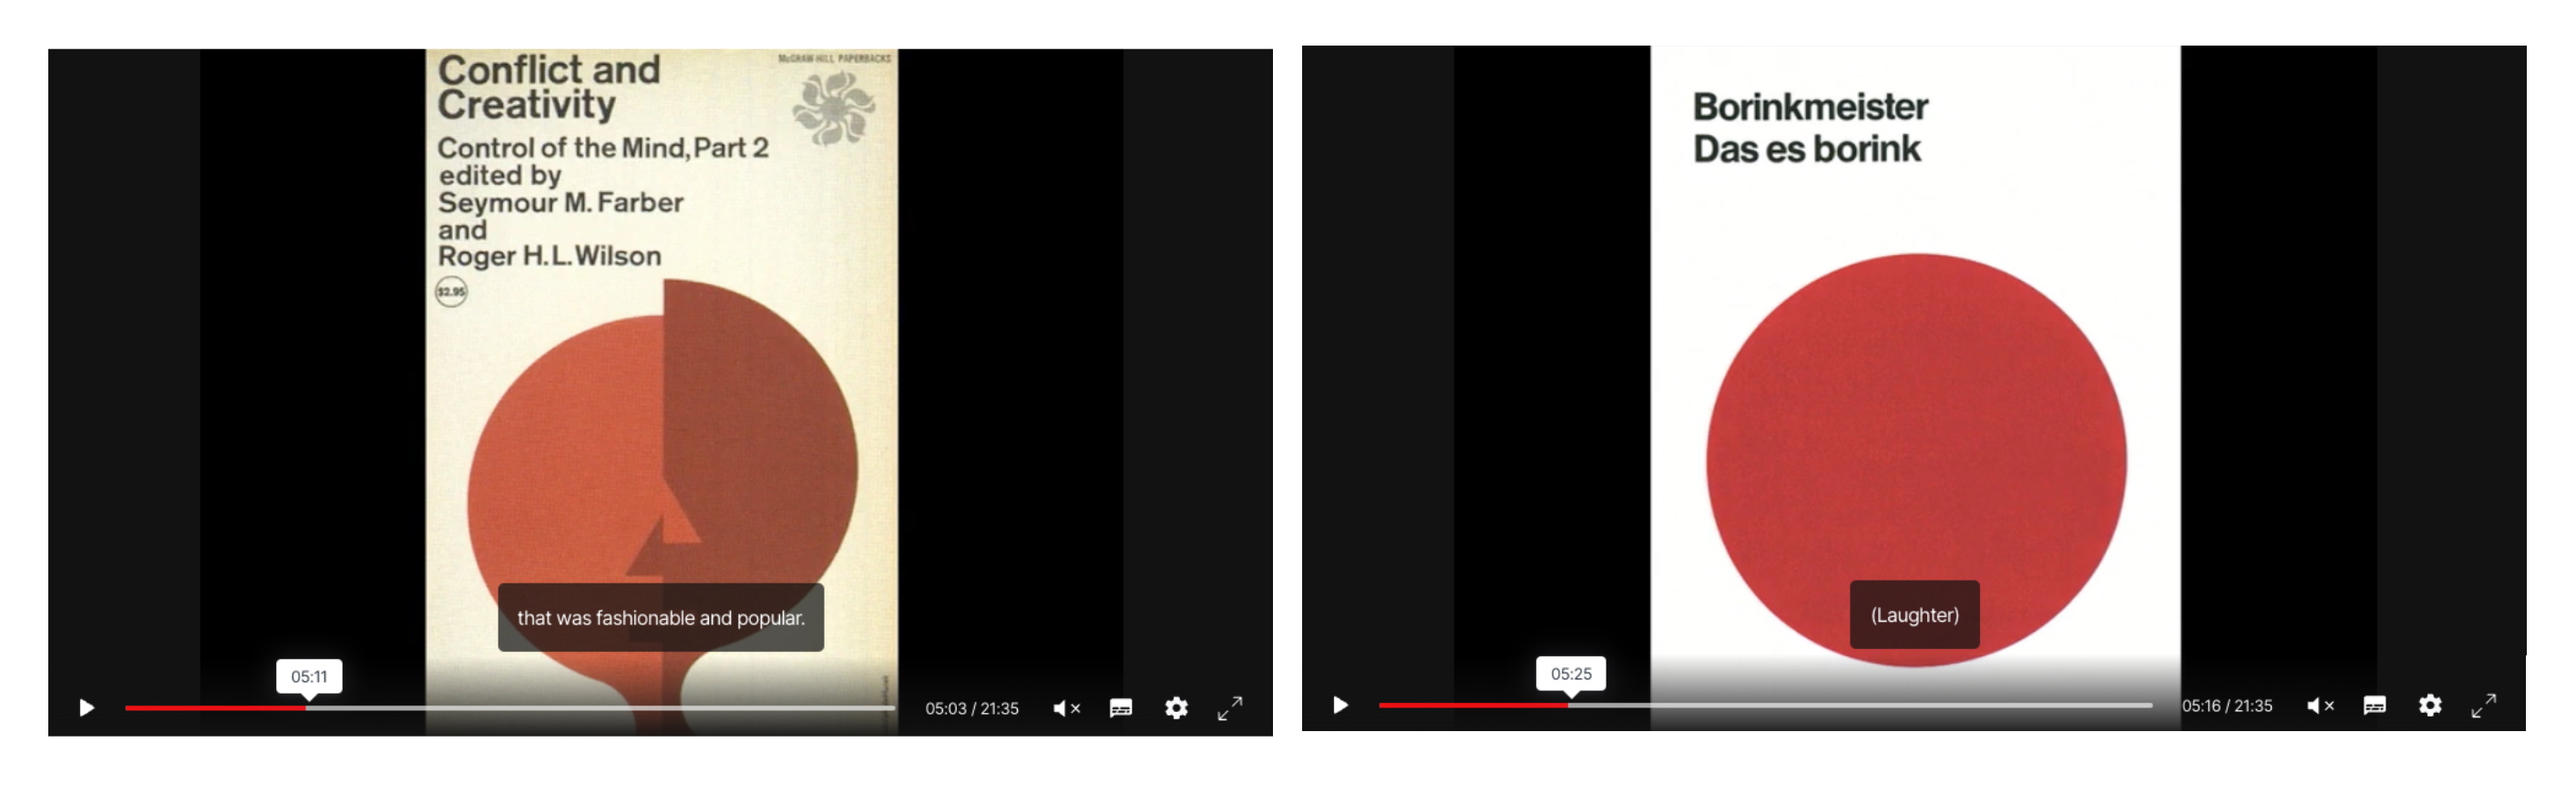 Conflict and
Creativity
McGRAW-HILL PAPERBACKS
Control of the Mind, Part 2
edited by
Seymour M. Farber
and
Roger H.L. Wilson
$2.95
that was fashionable and popular.
05:11
05:03 / 21:35
Borinkmeister
Das es borink
(Laughter)
05:25
05:16 / 21:35